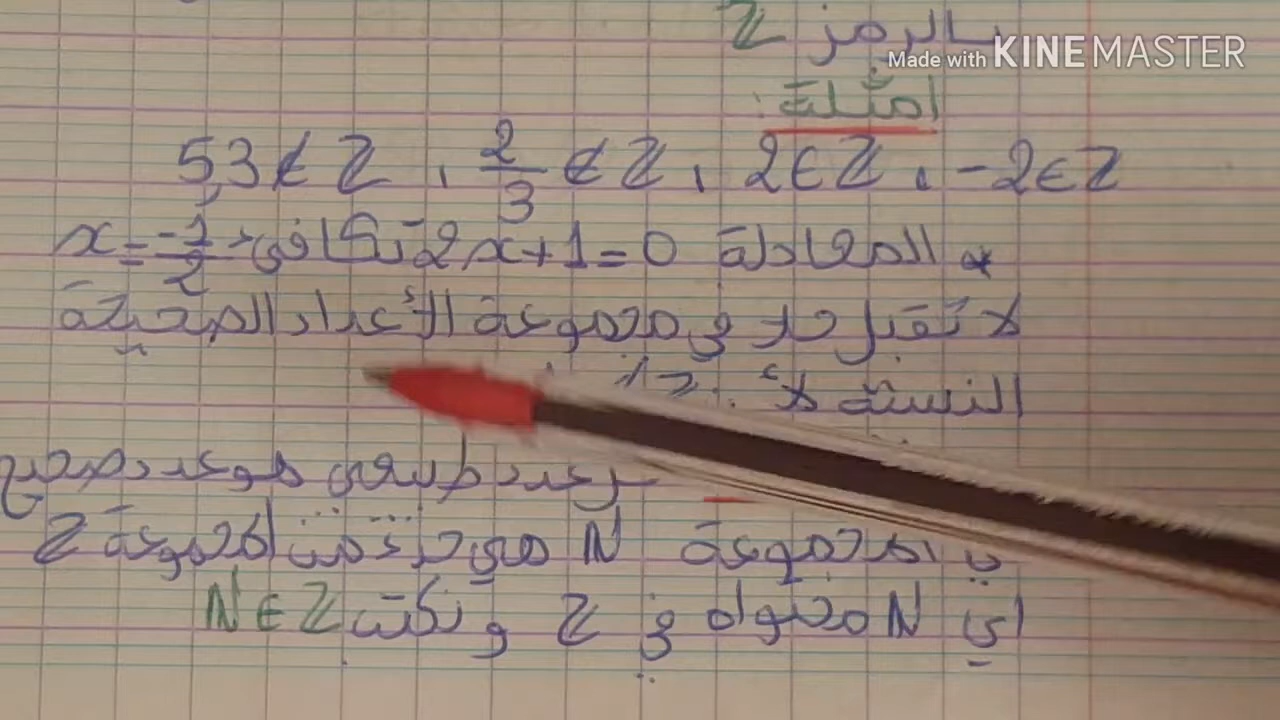 بالرمز Z
Made with KINEMASTER
أمثلة :
5,3 ∉ Z ، 2/3 ∉ Z ، 2 ∈ Z ، -2 ∈ Z
* المعادلة 2x+1=0 تكافئ x = -1/2
لا تقبل حلا في مجموعة الأعداد الصحيحة
النسبية لأن
عدد طبيعي هو عدد صحيح
المجموعة N هي جزء من المجموعة Z
أي N محتواة في Z ونكتب N ∈ Z